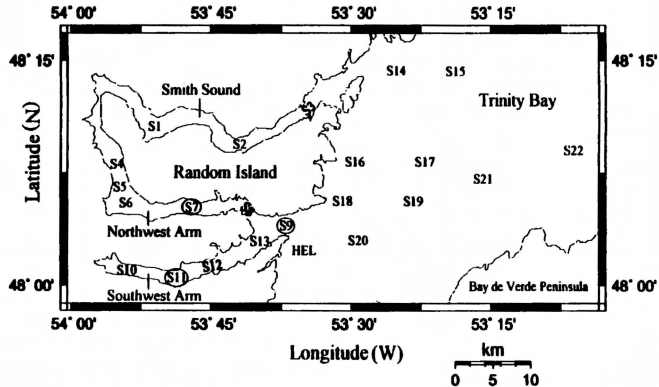 54° 00' 53° 45' 53° 30' 53° 15'
48° 15' 48° 15'
S14 S15
Smith Sound
Trinity Bay
S1
S2
S22
S4 S16 S17
Random Island
S21
S5
S6 S7 S18 S19
Northwest Arm
S9
S13 HEL S20
S10 S11 S12
48° 00' 48° 00'
Southwest Arm
Bay de Verde Peninsula
54° 00' 53° 45' 53° 30' 53° 15'
Latitude (N)
Longitude (W)
km
0 5 10